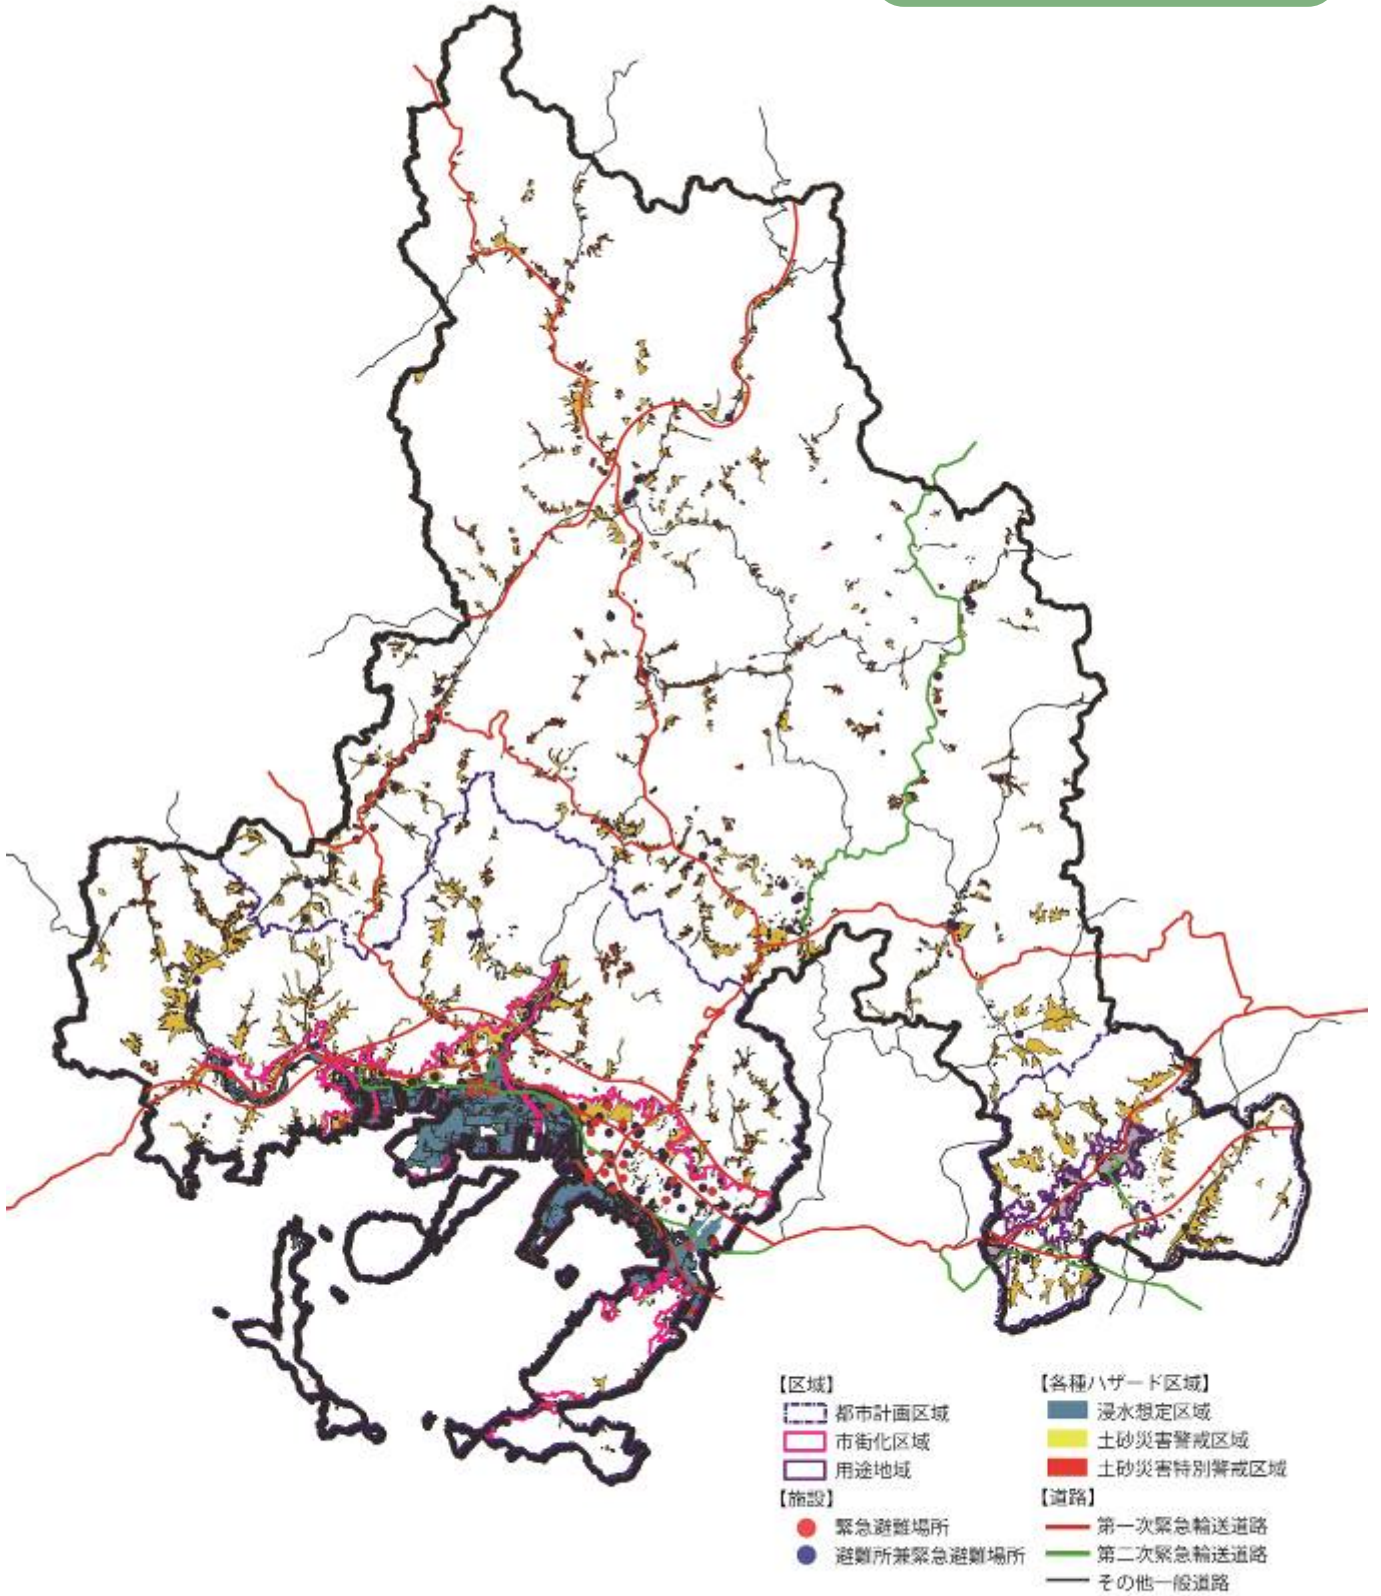 【区域】
都市計画区域
市街化区域
用途地域
【施設】
緊急避難場所
避難所兼緊急避難場所
【各種ハザード区域】
浸水想定区域
土砂災害警戒区域
土砂災害特別警戒区域
【道路】
第一次緊急輸送道路
第二次緊急輸送道路
その他一般道路